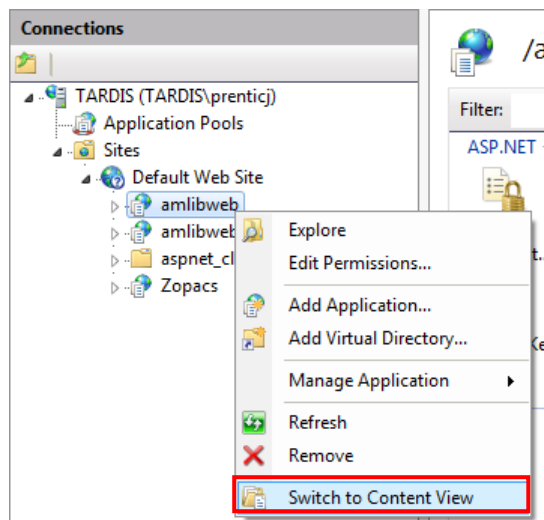 Connections
/a
TARDIS (TARDIS\prenticj)
Filter:
Application Pools
ASP.NET
Sites
Default Web Site
amlibweb
amlibweb
Explore
aspnet_cl
Edit Permissions...
Zopacs
Add Application...
Add Virtual Directory...
Manage Application
Refresh
Remove
Switch to Content View